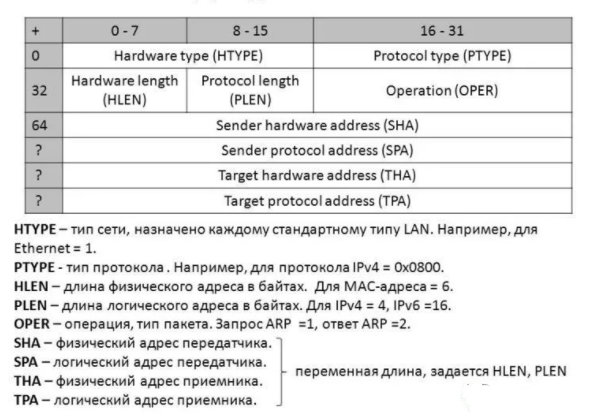 + 0 - 7 8 - 15 16 - 31
0 Hardware type (HTYPE) Protocol type (PTYPE)
32 Hardware length (HLEN) Protocol length (PLEN) Operation (OPER)
64 Sender hardware address (SHA)
? Sender protocol address (SPA)
? Target hardware address (THA)
? Target protocol address (TPA)
HTYPE – тип сети, назначено каждому стандартному типу LAN. Например, для
Ethernet = 1.
PTYPE - тип протокола . Например, для протокола IPv4 = 0x0800.
HLEN – длина физического адреса в байтах. Для MAC-адреса = 6.
PLEN – длина логического адреса в байтах. Для IPv4 = 4, IPv6 =16.
OPER – операция, тип пакета. Запрос ARP =1, ответ ARP =2.
SHA – физический адрес передатчика.
SPA – логический адрес передатчика.
THA – физический адрес приемника.
TPA – логический адрес приемника.
переменная длина, задается HLEN, PLEN